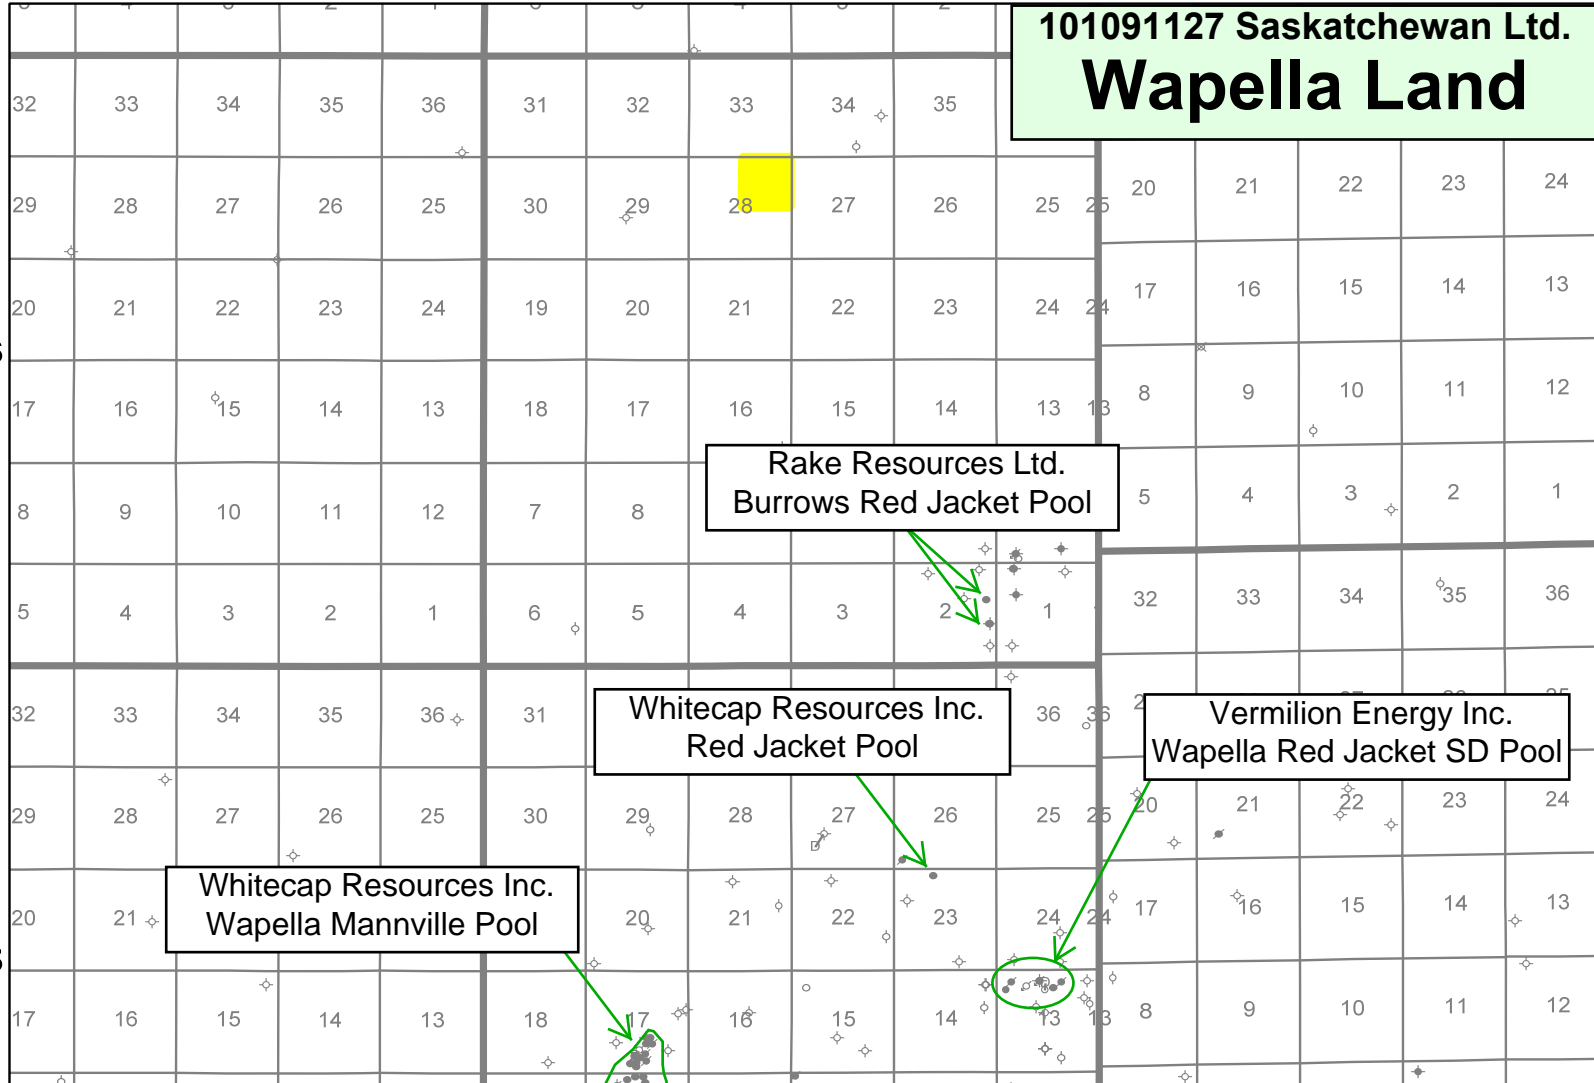 101091127 Saskatchewan Ltd.
Wapella Land
32 33 34 35 36 31 32 33 34 35
29 28 27 26 25 30 29 28 27 26 25 25 20 21 22 23 24
20 21 22 23 24 19 20 21 22 23 24 24 17 16 15 14 13
17 16 15 14 13 18 17 16 15 14 13 13 8 9 10 11 12
Rake Resources Ltd.
Burrows Red Jacket Pool
8 9 10 11 12 7 8 5 4 3 2 1
5 4 3 2 1 6 5 4 3 2 1 32 33 34 35 36
Whitecap Resources Inc.
Red Jacket Pool
Vermilion Energy Inc.
Wapella Red Jacket SD Pool
32 33 34 35 36 31 36 36
29 28 27 26 25 30 29 28 27 26 25 25 20 21 22 23 24
Whitecap Resources Inc.
Wapella Mannville Pool
20 21 20 21 22 23 24 24 17 16 15 14 13
17 16 15 14 13 18 17 16 15 14 13 13 8 9 10 11 12